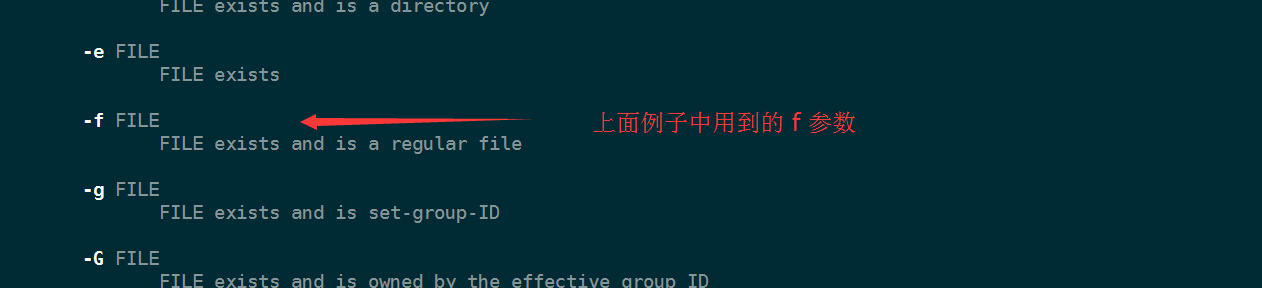 FILE exists and is a directory
-e FILE
FILE exists
-f FILE
上面例子中用到的 f 参数
FILE exists and is a regular file
-g FILE
FILE exists and is set-group-ID
-G FILE
FILE exists and is owned by the effective group ID